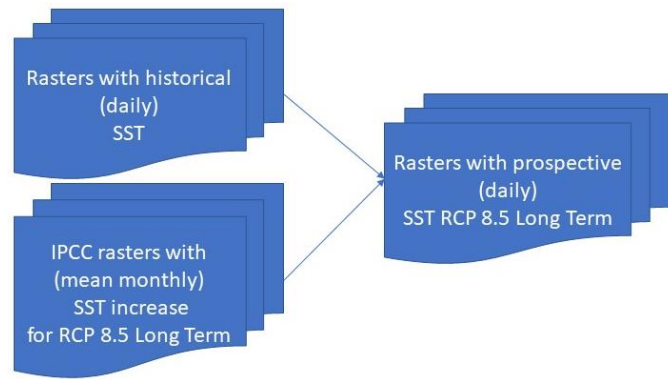 Rasters with historical
(daily)
SST
IPCC rasters with
(mean monthly)
SST increase
for RCP 8.5 Long Term
Rasters with prospective
(daily)
SST RCP 8.5 Long Term